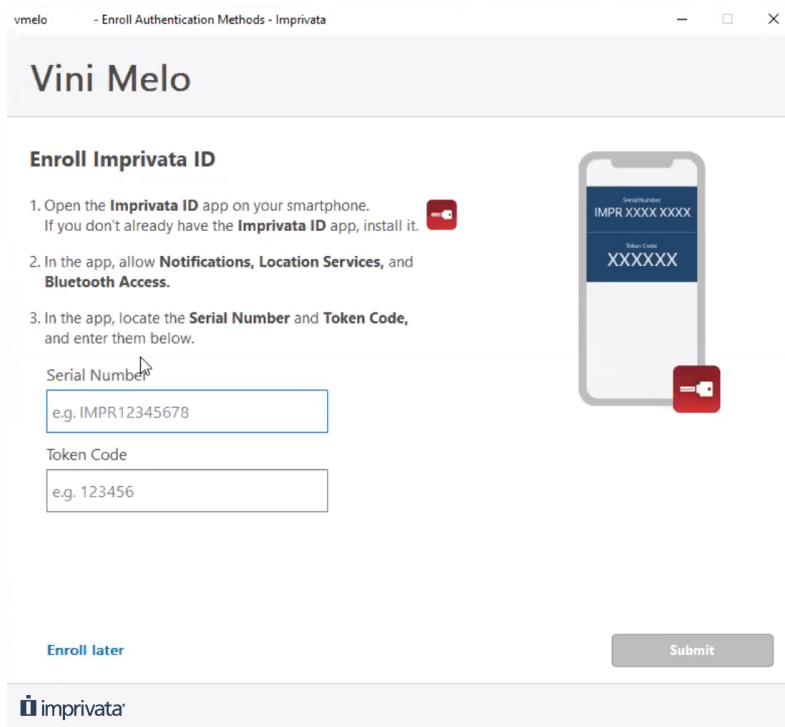 vmelo - Enroll Authentication Methods - Imprivata
Vini Melo
Enroll Imprivata ID
1. Open the Imprivata ID app on your smartphone.
If you don't already have the Imprivata ID app, install it.
2. In the app, allow Notifications, Location Services, and
Bluetooth Access.
3. In the app, locate the Serial Number and Token Code,
and enter them below.
Serial Number
e.g. IMPR12345678
Token Code
e.g. 123456
Serial Number
IMPR XXXX XXXX
Token Code
XXXXXX
Enroll later
Submit
imprivata